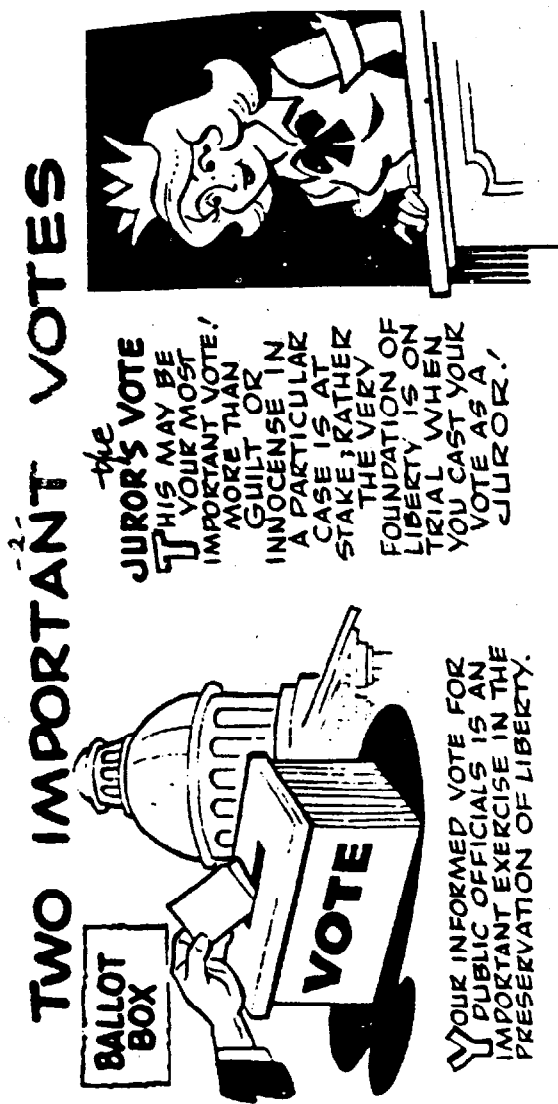 -2-
TWO IMPORTANT VOTES
BALLOT
BOX
VOTE
YOUR INFORMED VOTE FOR
PUBLIC OFFICIALS IS AN
IMPORTANT EXERCISE IN THE
PRESERVATION OF LIBERTY.
the
JUROR'S VOTE
THIS MAY BE
YOUR MOST
IMPORTANT VOTE!
MORE THAN
GUILT OR
INNOCENSE IN
A PARTICULAR
CASE IS AT
STAKE; RATHER
THE VERY
FOUNDATION OF
LIBERTY IS ON
TRIAL WHEN
YOU CAST YOUR
VOTE AS A
JUROR!